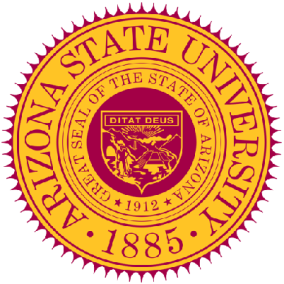 ARIZONA STATE UNIVERSITY
· 1885 ·
GREAT SEAL OF THE STATE OF ARIZONA
★ 1912 ★
DITAT DEUS